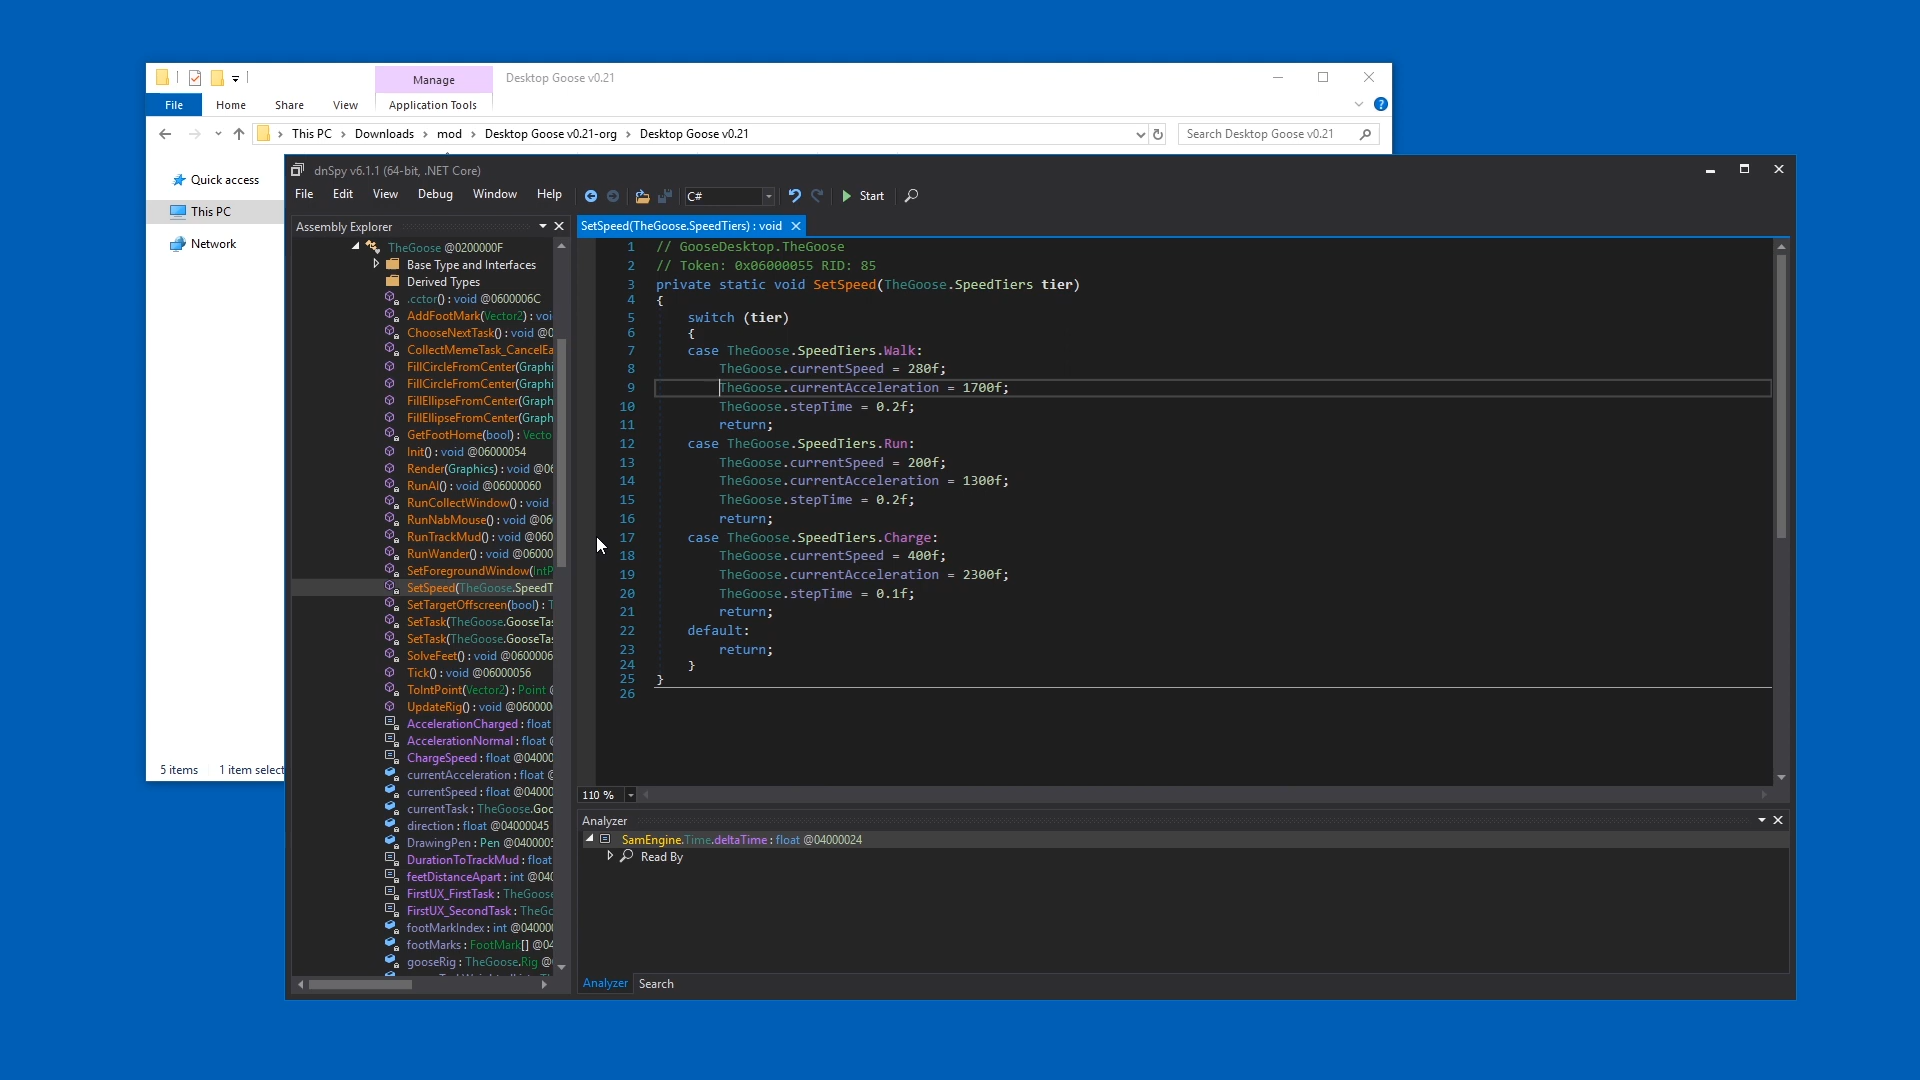 Manage
Desktop Goose v0.21
File
Home
Share
View
Application Tools
This PC
Downloads
mod
Desktop Goose v0.21-org
Desktop Goose v0.21
Search Desktop Goose v0.21
Quick access
This PC
Network
5 items
1 item select
dnSpy v6.1.1 (64-bit, .NET Core)
File
Edit
View
Debug
Window
Help
C#
Start
Assembly Explorer
TheGoose @0200000F
Base Type and Interfaces
Derived Types
.cctor() : void @0600006C
AddFootMark(Vector2) : voi
ChooseNextTask() : void @0
CollectMemeTask_CancelEa
FillCircleFromCenter(Graphi
FillCircleFromCenter(Graphi
FillEllipseFromCenter(Graph
FillEllipseFromCenter(Graph
GetFootHome(bool) : Vecto
Init() : void @06000054
Render(Graphics) : void @06
RunAI() : void @06000060
RunCollectWindow() : void
RunNabMouse() : void @06
RunTrackMud() : void @060
RunWander() : void @06000
SetForegroundWindow(IntP
SetSpeed(TheGoose.SpeedT
SetTargetOffscreen(bool) : T
SetTask(TheGoose.GooseTas
SetTask(TheGoose.GooseTas
SolveFeet() : void @0600006
Tick() : void @06000056
ToIntPoint(Vector2) : Point @
UpdateRig() : void @060000
AccelerationCharged : float
AccelerationNormal : float @
ChargeSpeed : float @04000
currentAcceleration : float @
currentSpeed : float @04000
currentTask : TheGoose.Goo
direction : float @04000045
DrawingPen : Pen @0400005
DurationToTrackMud : float
feetDistanceApart : int @040
FirstUX_FirstTask : TheGoose
FirstUX_SecondTask : TheGo
footMarkIndex : int @04000
footMarks : FootMark[] @04
gooseRig : TheGoose.Rig @
SetSpeed(TheGoose.SpeedTiers) : void
1 // GooseDesktop.TheGoose
2 // Token: 0x06000055 RID: 85
3 private static void SetSpeed(TheGoose.SpeedTiers tier)
4 {
5 switch (tier)
6 {
7 case TheGoose.SpeedTiers.Walk:
8 TheGoose.currentSpeed = 280f;
9 TheGoose.currentAcceleration = 1700f;
10 TheGoose.stepTime = 0.2f;
11 return;
12 case TheGoose.SpeedTiers.Run:
13 TheGoose.currentSpeed = 200f;
14 TheGoose.currentAcceleration = 1300f;
15 TheGoose.stepTime = 0.2f;
16 return;
17 case TheGoose.SpeedTiers.Charge:
18 TheGoose.currentSpeed = 400f;
19 TheGoose.currentAcceleration = 2300f;
20 TheGoose.stepTime = 0.1f;
21 return;
22 default:
23 return;
24 }
25 }
26
110 %
Analyzer
SamEngine.Time.deltaTime : float @04000024
Read By
Analyzer
Search